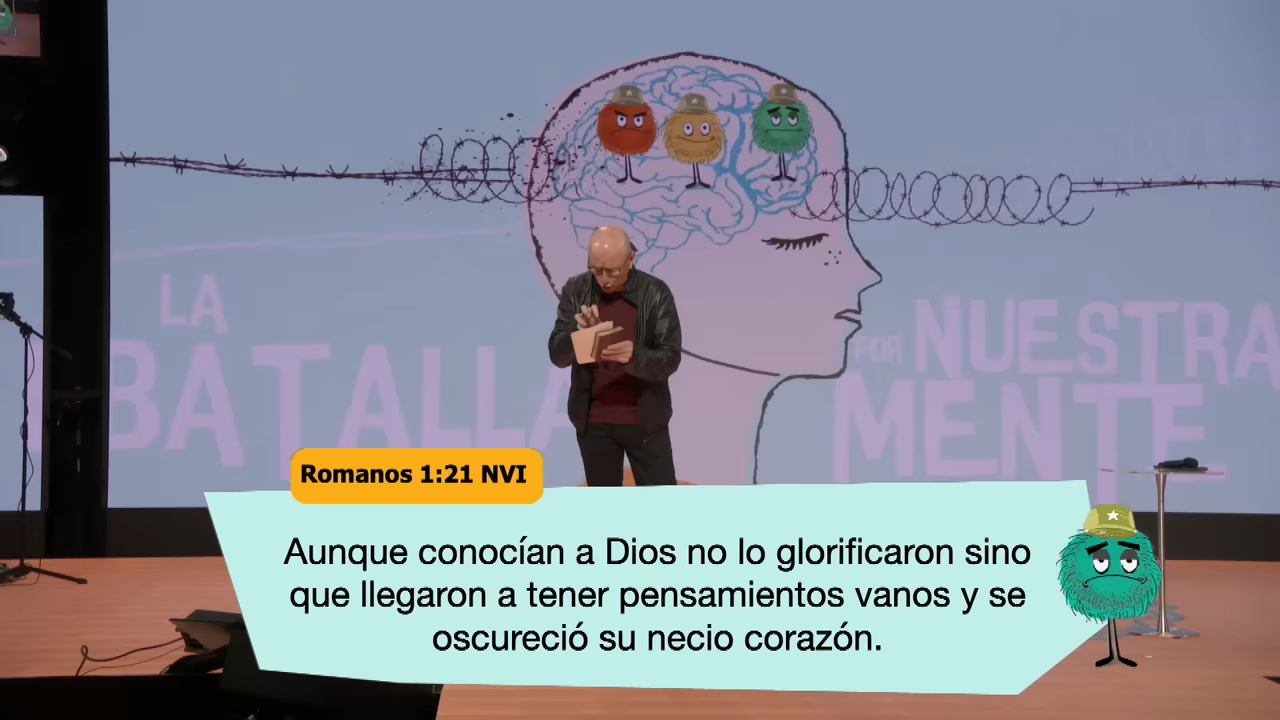 LA
BATALLA
POR NUESTRA
MENTE
Romanos 1:21 NVI
Aunque conocían a Dios no lo glorificaron sino
que llegaron a tener pensamientos vanos y se
oscureció su necio corazón.